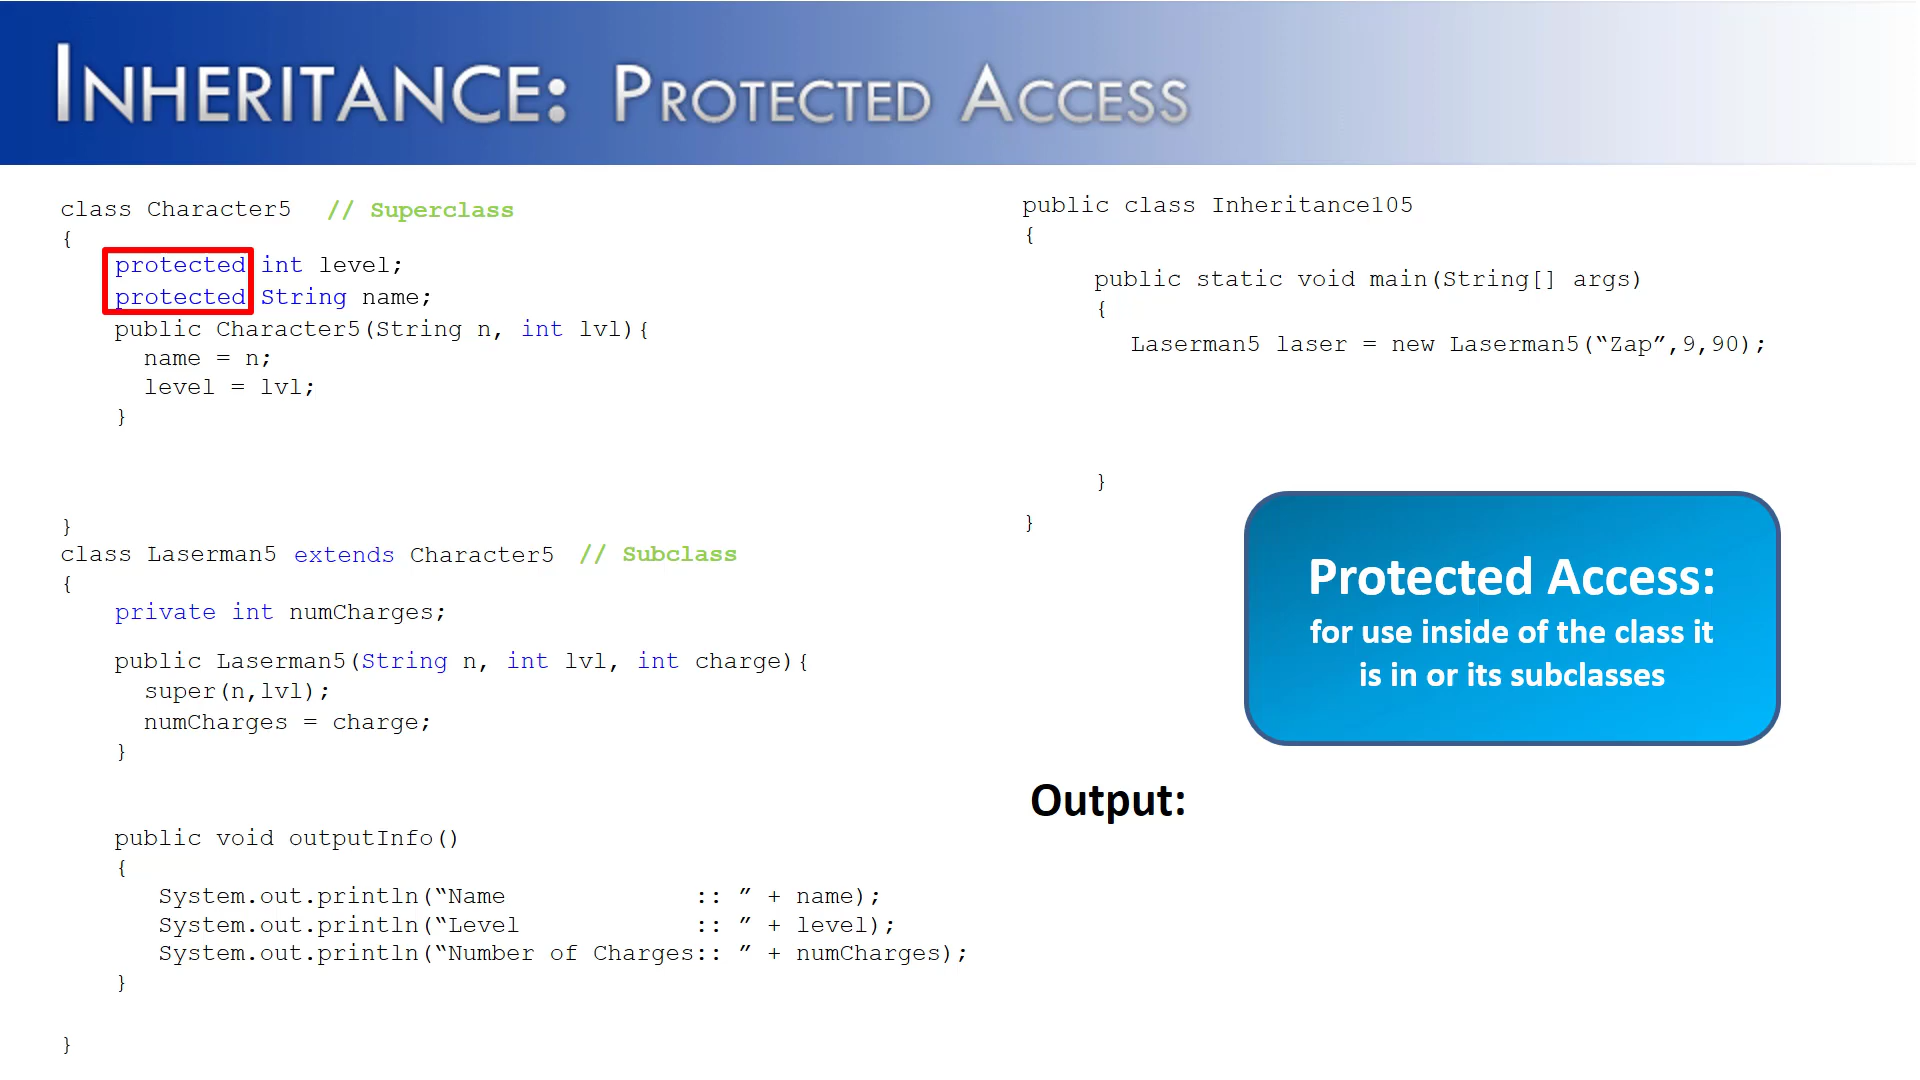 INHERITANCE: PROTECTED ACCESS
class Character5 // Superclass
{
protected int level;
protected String name;
public Character5(String n, int lvl){
name = n;
level = lvl;
}
}
class Laserman5 extends Character5 // Subclass
{
private int numCharges;
public Laserman5(String n, int lvl, int charge){
super(n,lvl);
numCharges = charge;
}
public void outputInfo()
{
System.out.println(“Name :: ” + name);
System.out.println(“Level :: ” + level);
System.out.println(“Number of Charges:: ” + numCharges);
}
}
public class Inheritance105
{
public static void main(String[] args)
{
Laserman5 laser = new Laserman5(“Zap”,9,90);
}
}
Protected Access:
for use inside of the class it
is in or its subclasses
Output: